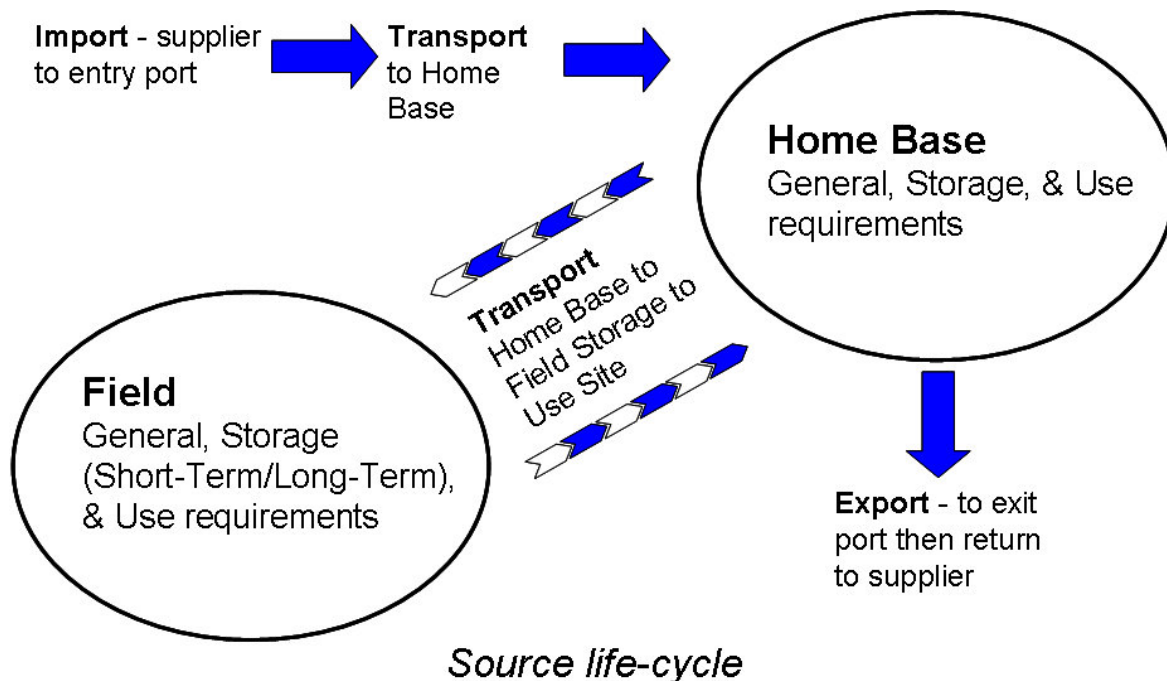 Import - supplier
to entry port
Transport
to Home
Base
Home Base
General, Storage, & Use
requirements
Transport
Home Base to
Field Storage to
Use Site
Field
General, Storage
(Short-Term/Long-Term),
& Use requirements
Export - to exit
port then return
to supplier
Source life-cycle